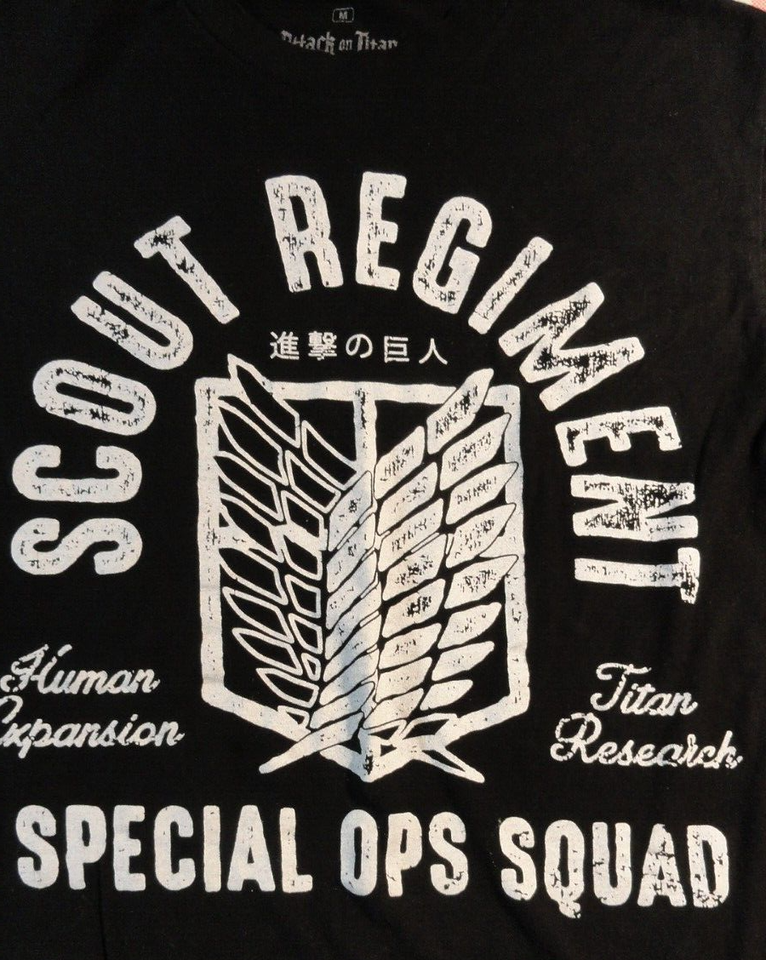 M
Attack on Titan
SCOUT REGIMENT
進撃の巨人
Human
Expansion
Titan
Research
SPECIAL OPS SQUAD